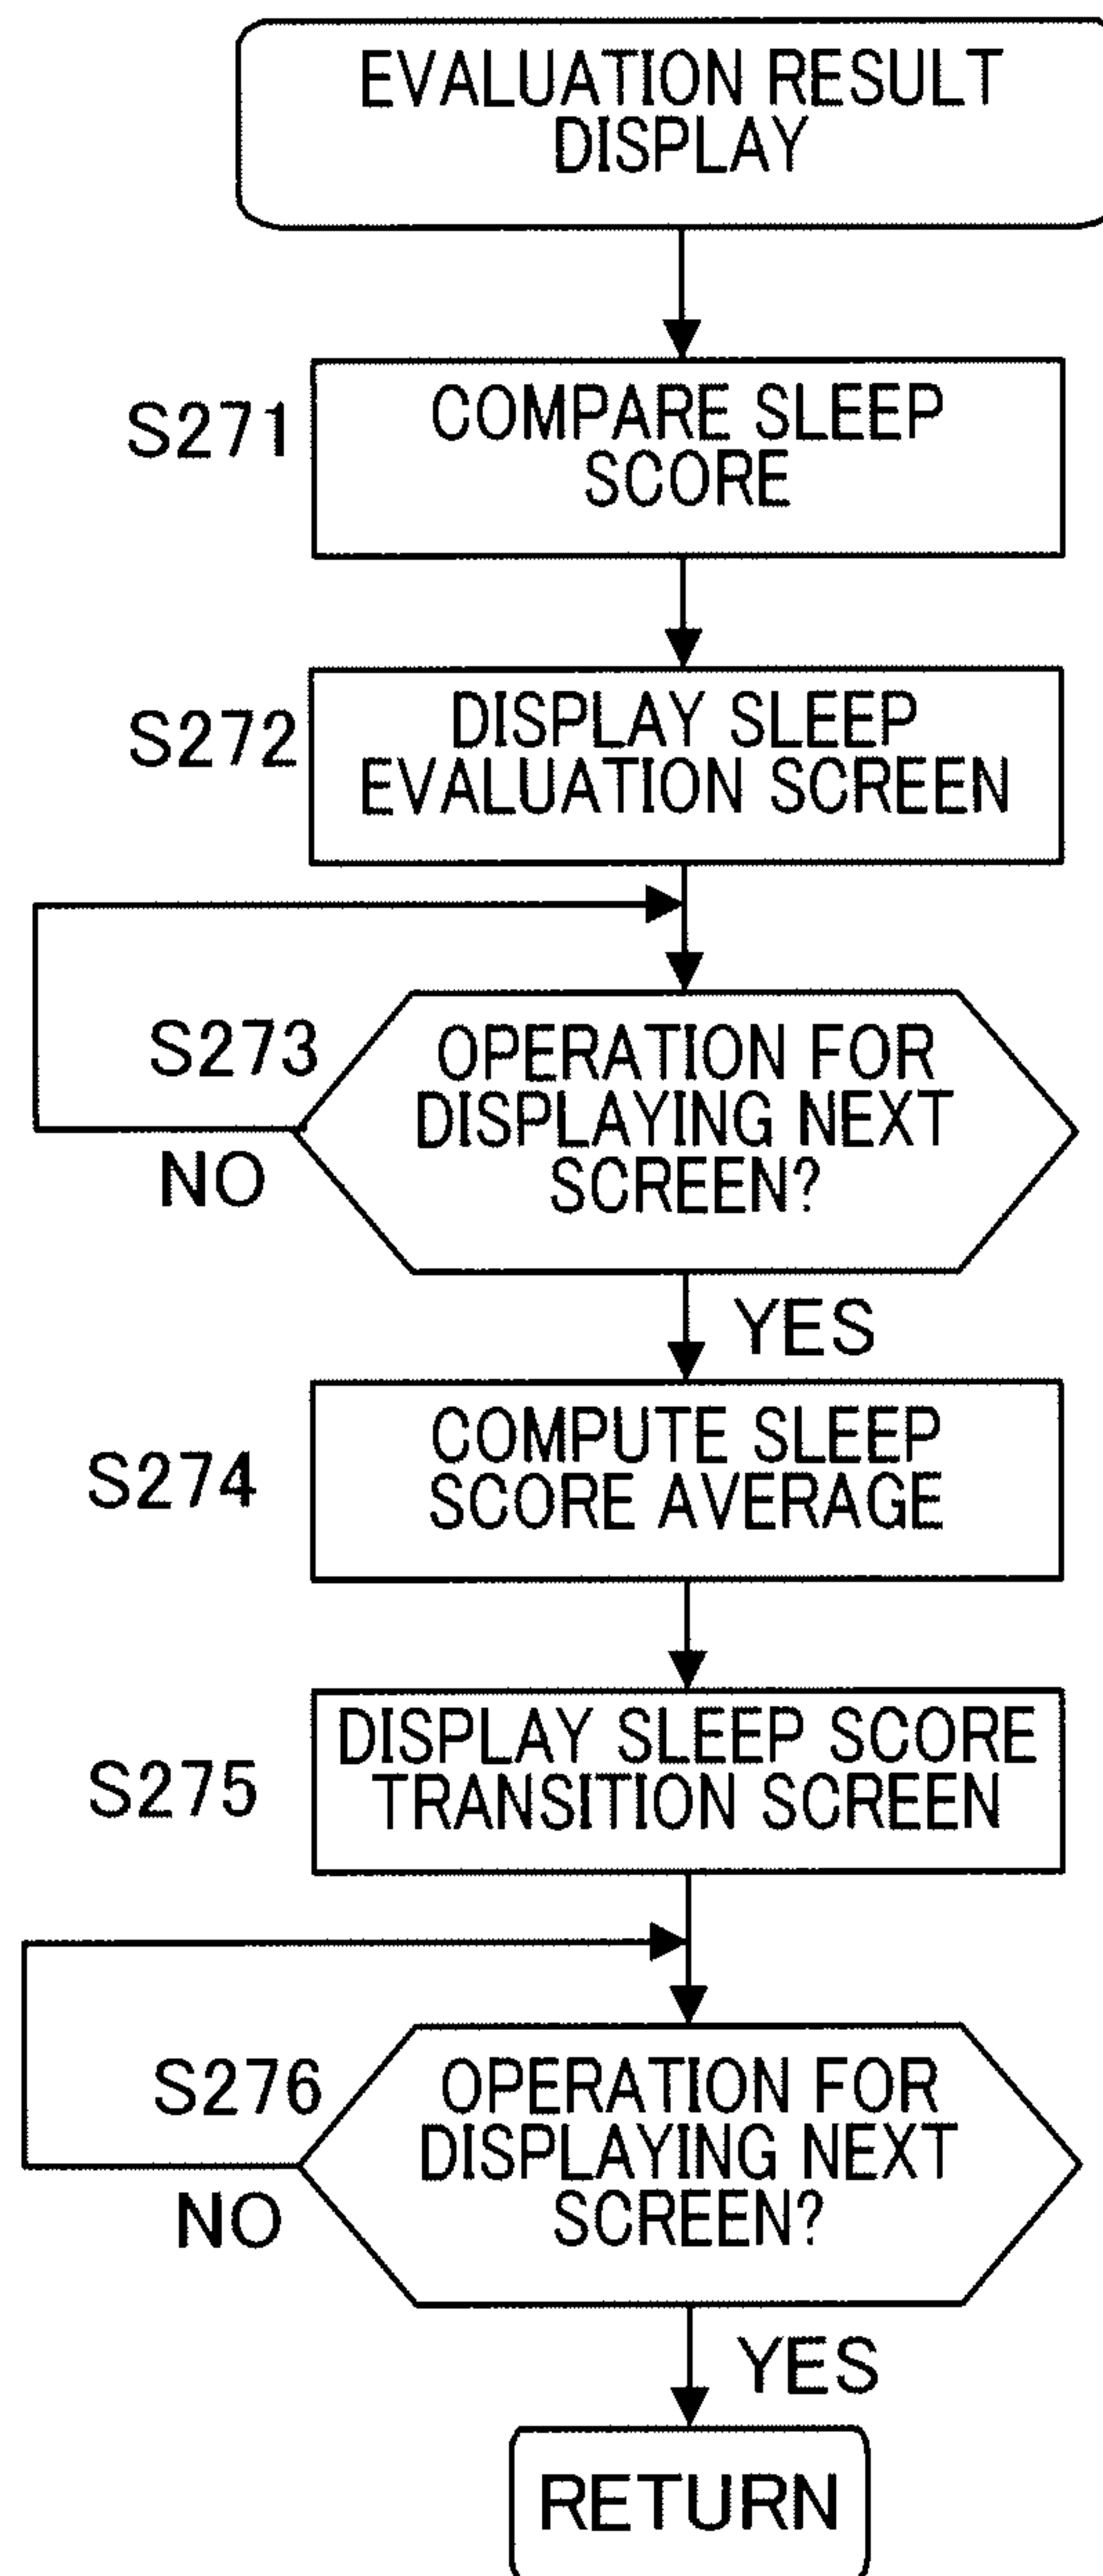 EVALUATION RESULT
DISPLAY
S271
COMPARE SLEEP
SCORE
S272
DISPLAY SLEEP
EVALUATION SCREEN
S273
OPERATION FOR
DISPLAYING NEXT
SCREEN?
NO
YES
S274
COMPUTE SLEEP
SCORE AVERAGE
S275
DISPLAY SLEEP SCORE
TRANSITION SCREEN
S276
OPERATION FOR
DISPLAYING NEXT
SCREEN?
NO
YES
RETURN